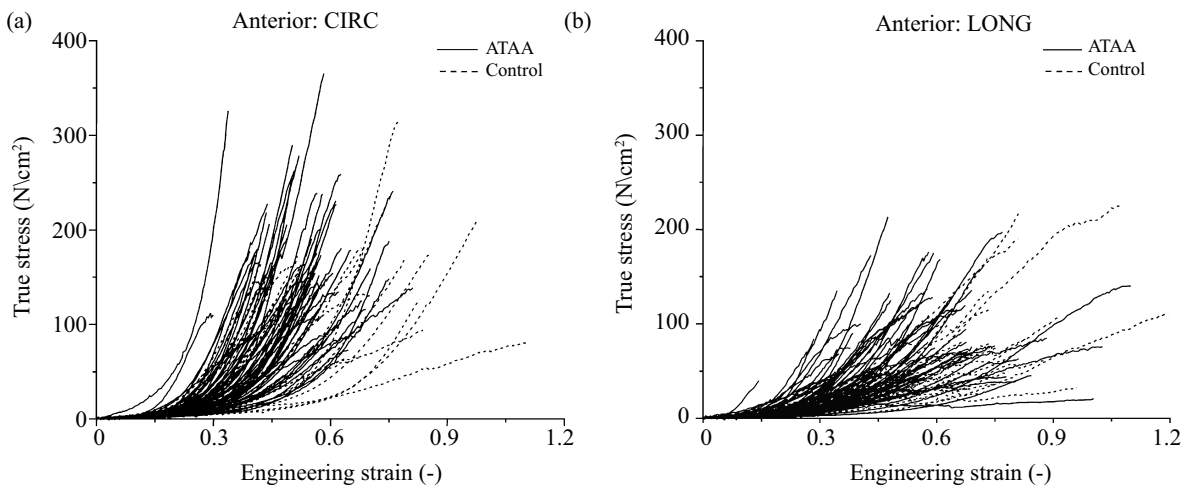 (a)
Anterior: CIRC
400
300
200
100
0
True stress (N\cm²)
ATAA
Control
0
0.3
0.6
0.9
1.2
Engineering strain (-)
(b)
Anterior: LONG
400
300
200
100
0
True stress (N\cm²)
ATAA
Control
0
0.3
0.6
0.9
1.2
Engineering strain (-)